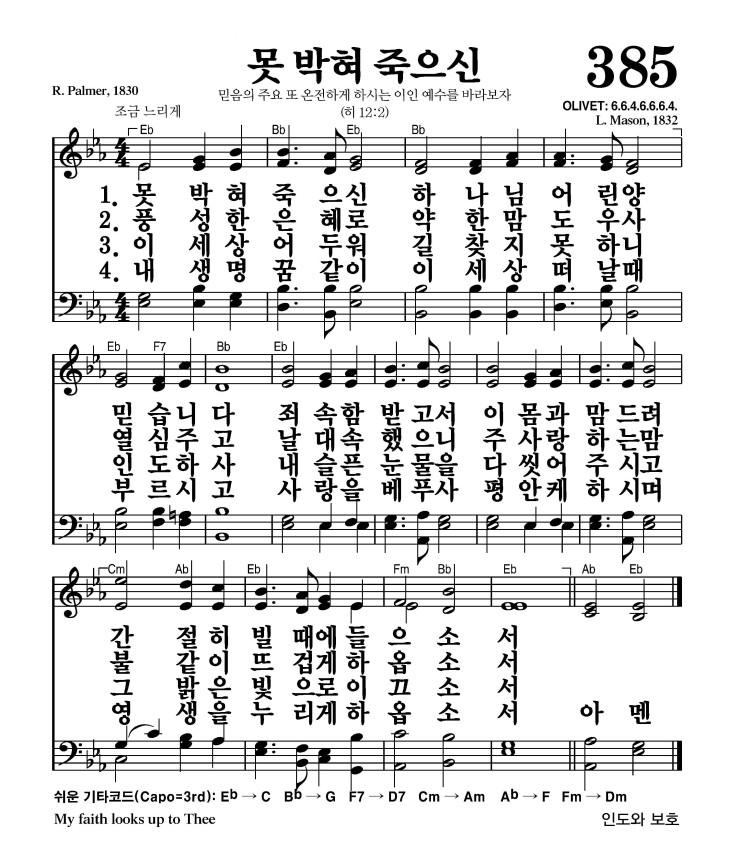 못 박혀 죽으신
385
R. Palmer, 1830
믿음의 주요 또 온전하게 하시는 이인 예수를 바라보자
(히 12:2)
OLIVET: 6.6.4.6.6.6.4.
L. Mason, 1832
조금 느리게
Eb Bb Eb Bb
1. 못 박 혀 죽 으신 하 나 님 어 린양
2. 풍 성한 은 혜로 약 한맘 도 우사
3. 이 세상 어 두워 길 찾 지 못 하니
4. 내 생명 꿈 같이 이 세상 떠 날때
Eb F7 Bb Eb
믿 습니 다 죄 속함 받 고서 이 몸과 맘 드려
열 심주 고 날 대속 했 으니 주 사랑 하 는맘
인 도하 사 내 슬픈 눈 물을 다 씻어 주 시고
부 르시 고 사 랑을 베 푸사 평 안케 하 시며
Cm Ab Eb Fm Bb Eb Ab Eb
간 절히 빌 때에 들 으 소 서
불 같이 뜨 겁게 하 옵 소 서
그 밝은 빛 으로 이 끄 소 서
영 생을 누 리게 하 옵 소 서 아 멘
쉬운 기타코드(Capo=3rd): Eb → C Bb → G F7 → D7 Cm → Am Ab → F Fm → Dm
My faith looks up to Thee
인도와 보호